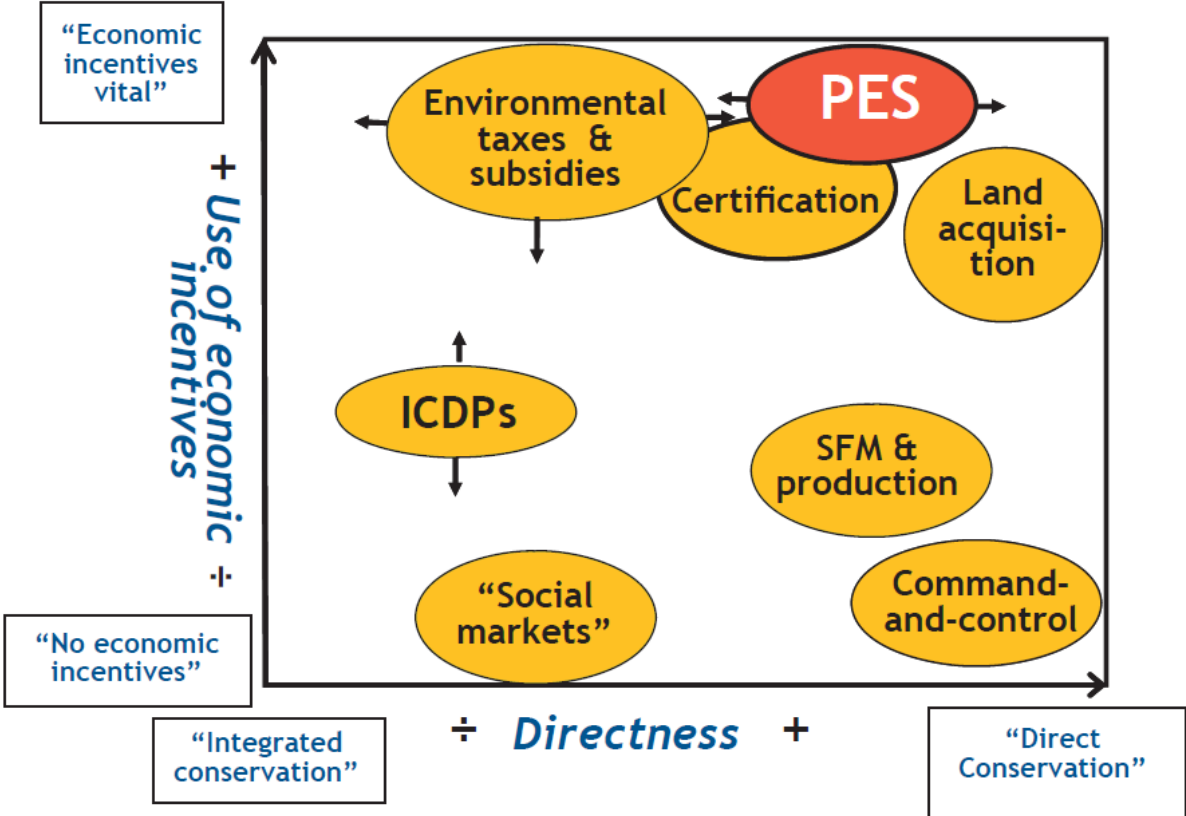 “Economic
incentives
vital”
Environmental
taxes &
subsidies
PES
Certification
Land
acquisi-
tion
+ Use of economic ÷
incentives
ICDPs
SFM &
production
“Social
markets”
Command-
and-control
“No economic
incentives”
÷ Directness +
“Integrated
conservation”
“Direct
Conservation”